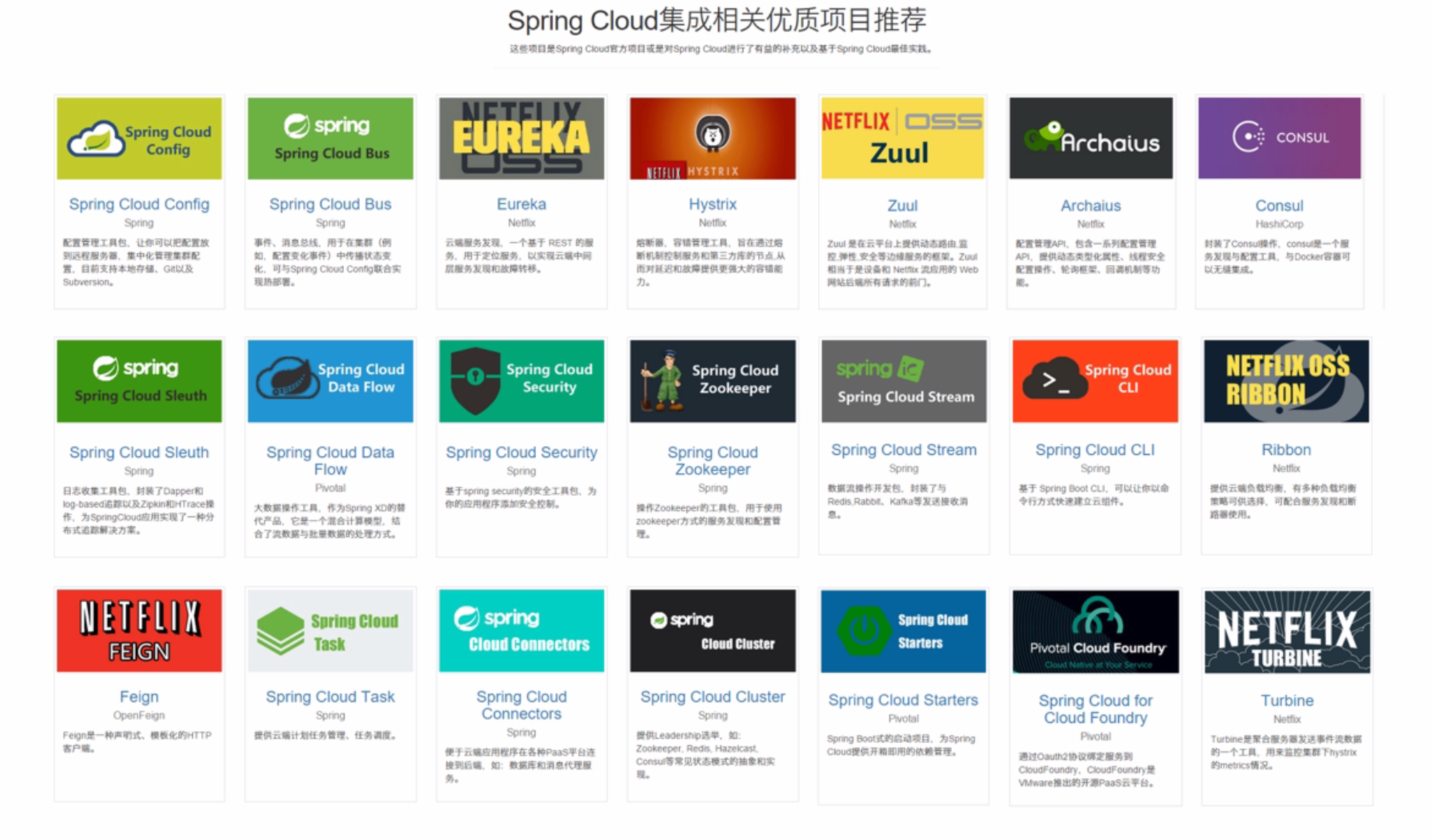 Spring Cloud集成相关优质项目推荐
这些项目是Spring Cloud官方项目或是对Spring Cloud进行了有益的补充以及基于Spring Cloud最佳实践。
Spring Cloud
Config
Spring Cloud Config
Spring
配置管理工具包，让你可以把配置放
到远程服务器，集中化管理集群配
置，目前支持本地存储、Git以及
Subversion。
spring
Spring Cloud Bus
Spring Cloud Bus
Spring
事件、消息总线，用于在集群（例
如，配置变化事件）中传播状态变
化，可与Spring Cloud Config联合实
现热部署。
NETFLIX
EUREKA
OSS
Eureka
Netflix
云端服务发现，一个基于 REST 的服
务，用于定位服务，以实现云端中间
层服务发现和故障转移。
NETFLIX HYSTRIX
Hystrix
Netflix
熔断器，容错管理工具，旨在通过熔
断机制控制服务和第三方库的节点,从
而对延迟和故障提供更强大的容错能
力。
NETFLIX OSS
Zuul
Zuul
Netflix
Zuul 是在云平台上提供动态路由,监
控,弹性,安全等边缘服务的框架。Zuul
相当于是设备和 Netflix 流应用的 Web
网站后端所有请求的前门。
Archaius
Archaius
Netflix
配置管理API，包含一系列配置管理
API，提供动态类型化属性、线程安全
配置操作、轮询框架、回调机制等功
能。
CONSUL
Consul
HashiCorp
封装了Consul操作，consul是一个服
务发现与配置工具，与Docker容器可
以无缝集成。
spring
Spring Cloud Sleuth
Spring Cloud Sleuth
Spring
日志收集工具包，封装了Dapper和
log-based追踪以及Zipkin和HTrace操
作，为SpringCloud应用实现了一种分
布式追踪解决方案。
Spring Cloud
Data Flow
Spring Cloud Data
Flow
Pivotal
大数据操作工具，作为Spring XD的替
代产品，它是一个混合计算模型，结
合了流数据与批量数据的处理方式。
Spring Cloud
Security
Spring Cloud Security
Spring
基于spring security的安全工具包，为
你的应用程序添加安全控制。
Spring Cloud
Zookeeper
Spring Cloud
Zookeeper
Spring
操作Zookeeper的工具包，用于使用
zookeeper方式的服务发现和配置管
理。
spring
Spring Cloud Stream
Spring Cloud Stream
Spring
数据流操作开发包，封装了与
Redis,Rabbit、Kafka等发送接收消
息。
>_
Spring Cloud
CLI
Spring Cloud CLI
Spring
基于 Spring Boot CLI，可以让你以命
令行方式快速建立云组件。
NETFLIX OSS
RIBBON
Ribbon
Netflix
提供云端负载均衡，有多种负载均衡
策略可供选择，可配合服务发现和断
路器使用。
NETFLIX
FEIGN
Feign
OpenFeign
Feign是一种声明式、模板化的HTTP
客户端。
Spring Cloud
Task
Spring Cloud Task
Spring
提供云端计划任务管理、任务调度。
spring
Cloud Connectors
Spring Cloud
Connectors
Spring
便于云端应用程序在各种PaaS平台连
接到后端，如：数据库和消息代理服
务。
spring
Cloud Cluster
Spring Cloud Cluster
Spring
提供Leadership选举，如：
Zookeeper, Redis, Hazelcast,
Consul等常见状态模式的抽象和实
现。
Spring Cloud
Starters
Spring Cloud Starters
Pivotal
Spring Boot式的启动项目，为Spring
Cloud提供开箱即用的依赖管理。
Pivotal Cloud Foundry
Cloud Native at Your Service
Spring Cloud for
Cloud Foundry
Pivotal
通过Oauth2协议绑定服务到
CloudFoundry，CloudFoundry是
VMware推出的开源PaaS云平台。
NETFLIX
TURBINE
Turbine
Netflix
Turbine是聚合服务器发送事件流数据
的一个工具，用来监控集群下hystrix
的metrics情况。